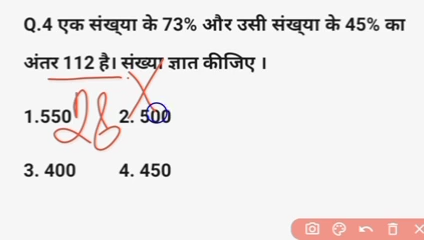 Q.4 एक संख्या के 73% और उसी संख्या के 45% का
अंतर 112 है। संख्या ज्ञात कीजिए ।
1.550 2. 500
28
3. 400 4. 450